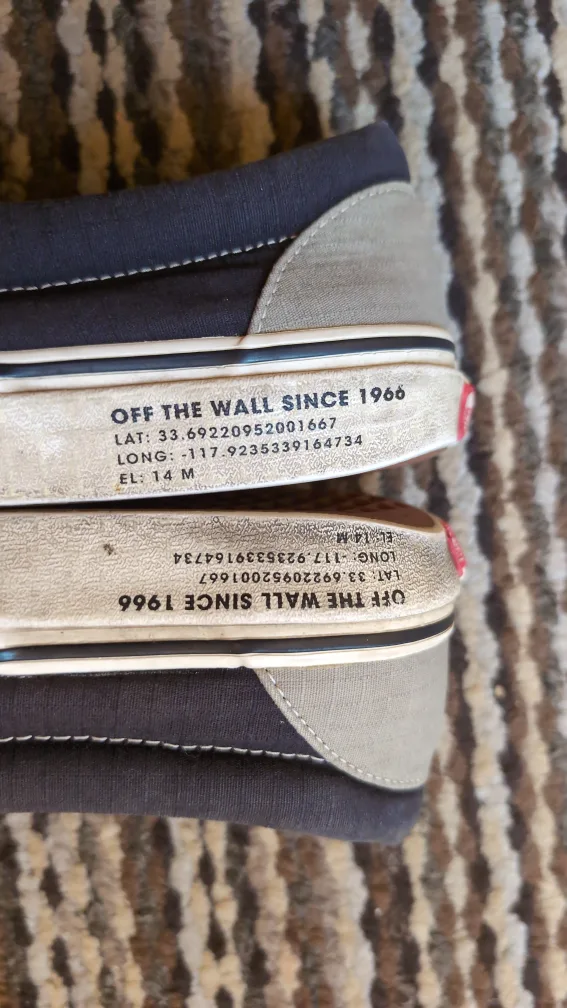 OFF THE WALL SINCE 1966
LAT: 33.69220952001667
LONG: -117.9235339164734
EL: 14 M
OFF THE WALL SINCE 1966
LAT: 33.69220952001667
LONG: -117.9235339164734
EL: 14 M